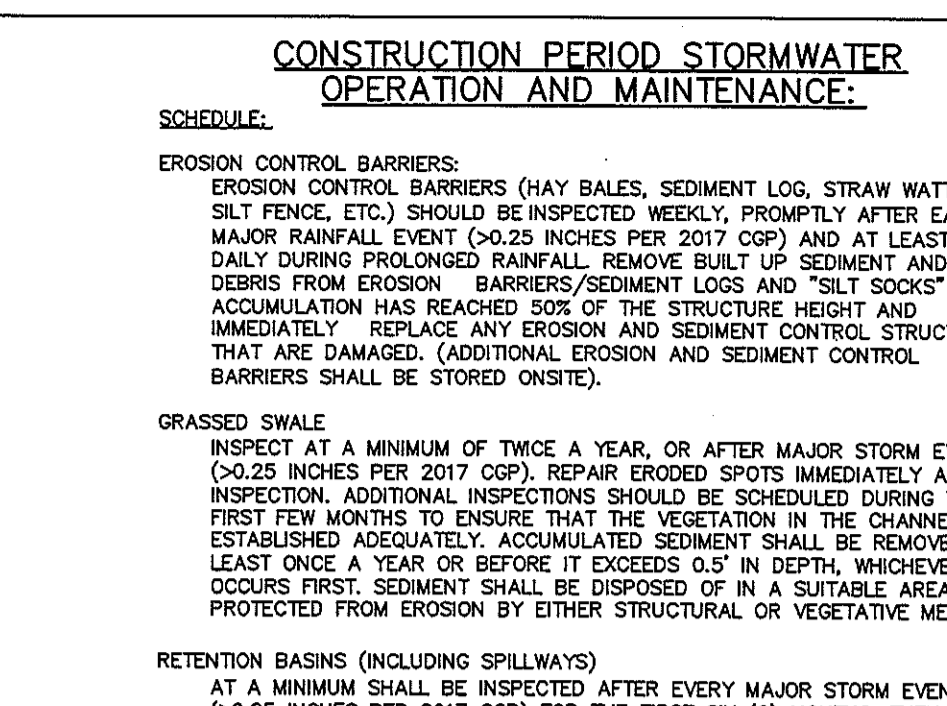 CONSTRUCTION PERIOD STORMWATER
OPERATION AND MAINTENANCE:
SCHEDULE:
EROSION CONTROL BARRIERS:
EROSION CONTROL BARRIERS (HAY BALES, SEDIMENT LOG, STRAW
SILT FENCE, ETC.) SHOULD BE INSPECTED WEEKLY, PROMPTLY AFTER
MAJOR RAINFALL EVENT (>0.25 INCHES PER 2017 CGP) AND AT LEAST
DAILY DURING PROLONGED RAINFALL. REMOVE BUILT UP SEDIMENT AND
DEBRIS FROM EROSION BARRIERS/SEDIMENT LOGS AND "SILT SOCKS"
ACCUMULATION HAS REACHED 50% OF THE STRUCTURE HEIGHT AND
IMMEDIATELY REPLACE ANY EROSION AND SEDIMENT CONTROL
THAT ARE DAMAGED. (ADDITIONAL EROSION AND SEDIMENT CONTROL
BARRIERS SHALL BE STORED ONSITE).
GRASSED SWALE
INSPECT AT A MINIMUM OF TWICE A YEAR, OR AFTER MAJOR STORM
(>0.25 INCHES PER 2017 CGP). REPAIR ERODED SPOTS IMMEDIATELY
INSPECTION. ADDITIONAL INSPECTIONS SHOULD BE SCHEDULED DURING
FIRST FEW MONTHS TO ENSURE THAT THE VEGETATION IN THE
ESTABLISHED ADEQUATELY. ACCUMULATED SEDIMENT SHALL BE
LEAST ONCE A YEAR OR BEFORE IT EXCEEDS 0.5' IN DEPTH,
OCCURS FIRST. SEDIMENT SHALL BE DISPOSED OF IN A SUITABLE AREA
PROTECTED FROM EROSION BY EITHER STRUCTURAL OR VEGETATIVE
RETENTION BASINS (INCLUDING SPILLWAYS)
AT A MINIMUM SHALL BE INSPECTED AFTER EVERY MAJOR STORM